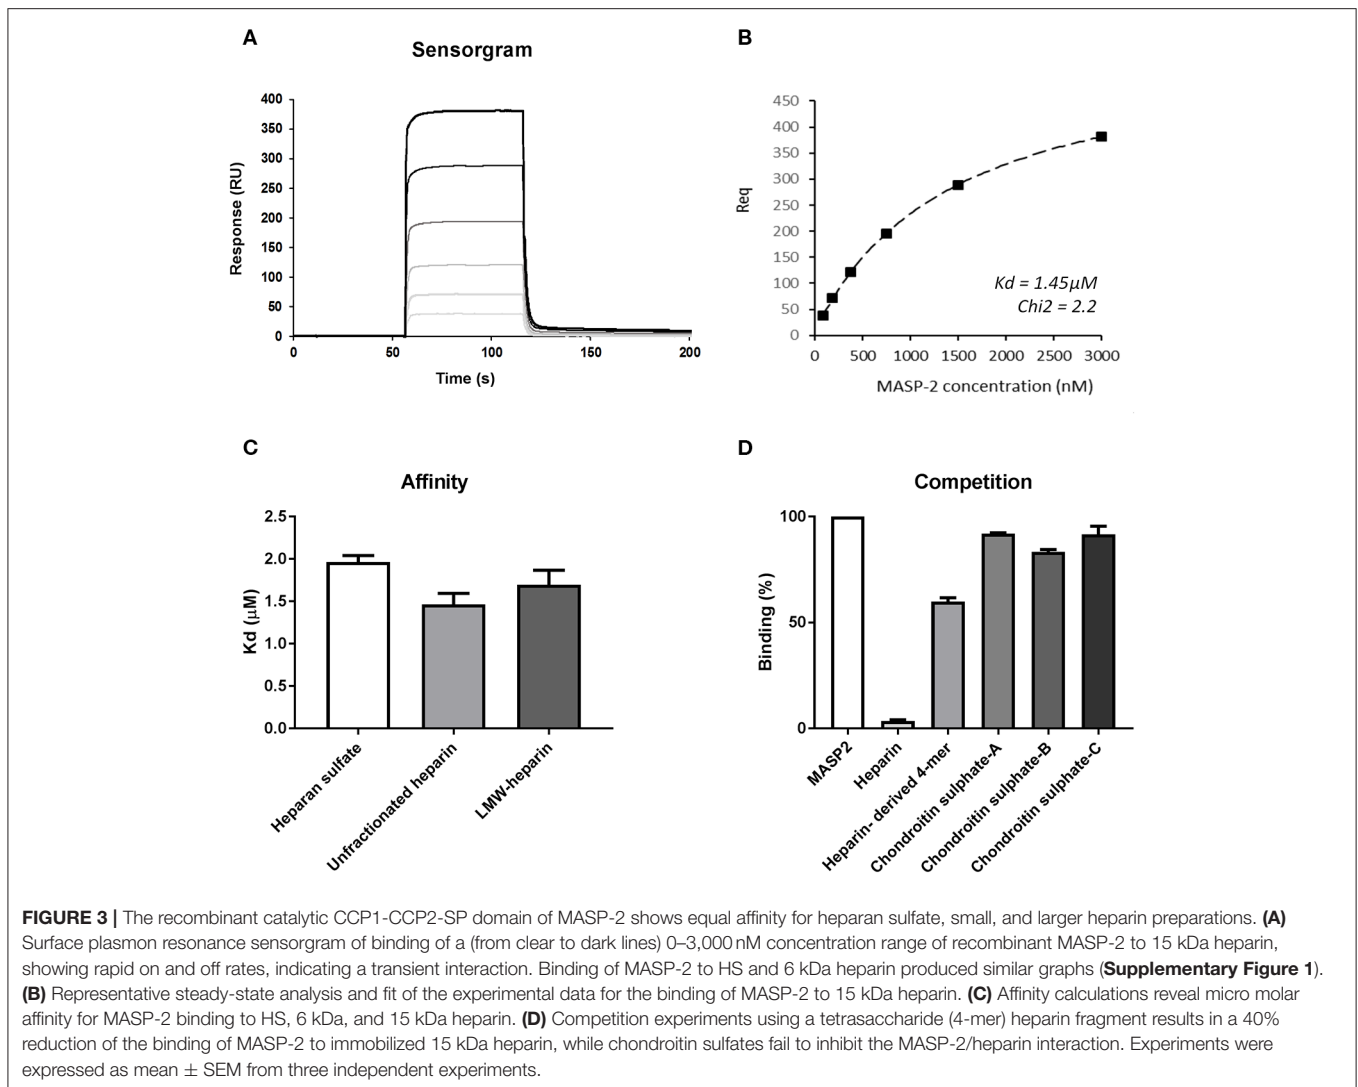 A
Sensorgram
400
350
300
250
200
150
100
50
0
Response (RU)
0 50 100 150 200
Time (s)
B
450
400
350
300
250
200
150
100
50
0
Req
Kd = 1.45μM
Chi2 = 2.2
0 500 1000 1500 2000 2500 3000
MASP-2 concentration (nM)
C
Affinity
2.5
2.0
1.5
1.0
0.5
0.0
Kd (μM)
Heparan sulfate
Unfractionated heparin
LMW-heparin
D
Competition
100
50
0
Binding (%)
MASP2
Heparin
Heparin- derived 4-mer
Chondroitin sulphate-A
Chondroitin sulphate-B
Chondroitin sulphate-C
FIGURE 3 | The recombinant catalytic CCP1-CCP2-SP domain of MASP-2 shows equal affinity for heparan sulfate, small, and larger heparin preparations. (A)
Surface plasmon resonance sensorgram of binding of a (from clear to dark lines) 0–3,000 nM concentration range of recombinant MASP-2 to 15 kDa heparin,
showing rapid on and off rates, indicating a transient interaction. Binding of MASP-2 to HS and 6 kDa heparin produced similar graphs (Supplementary Figure 1).
(B) Representative steady-state analysis and fit of the experimental data for the binding of MASP-2 to 15 kDa heparin. (C) Affinity calculations reveal micro molar
affinity for MASP-2 binding to HS, 6 kDa, and 15 kDa heparin. (D) Competition experiments using a tetrasaccharide (4-mer) heparin fragment results in a 40%
reduction of the binding of MASP-2 to immobilized 15 kDa heparin, while chondroitin sulfates fail to inhibit the MASP-2/heparin interaction. Experiments were
expressed as mean ± SEM from three independent experiments.